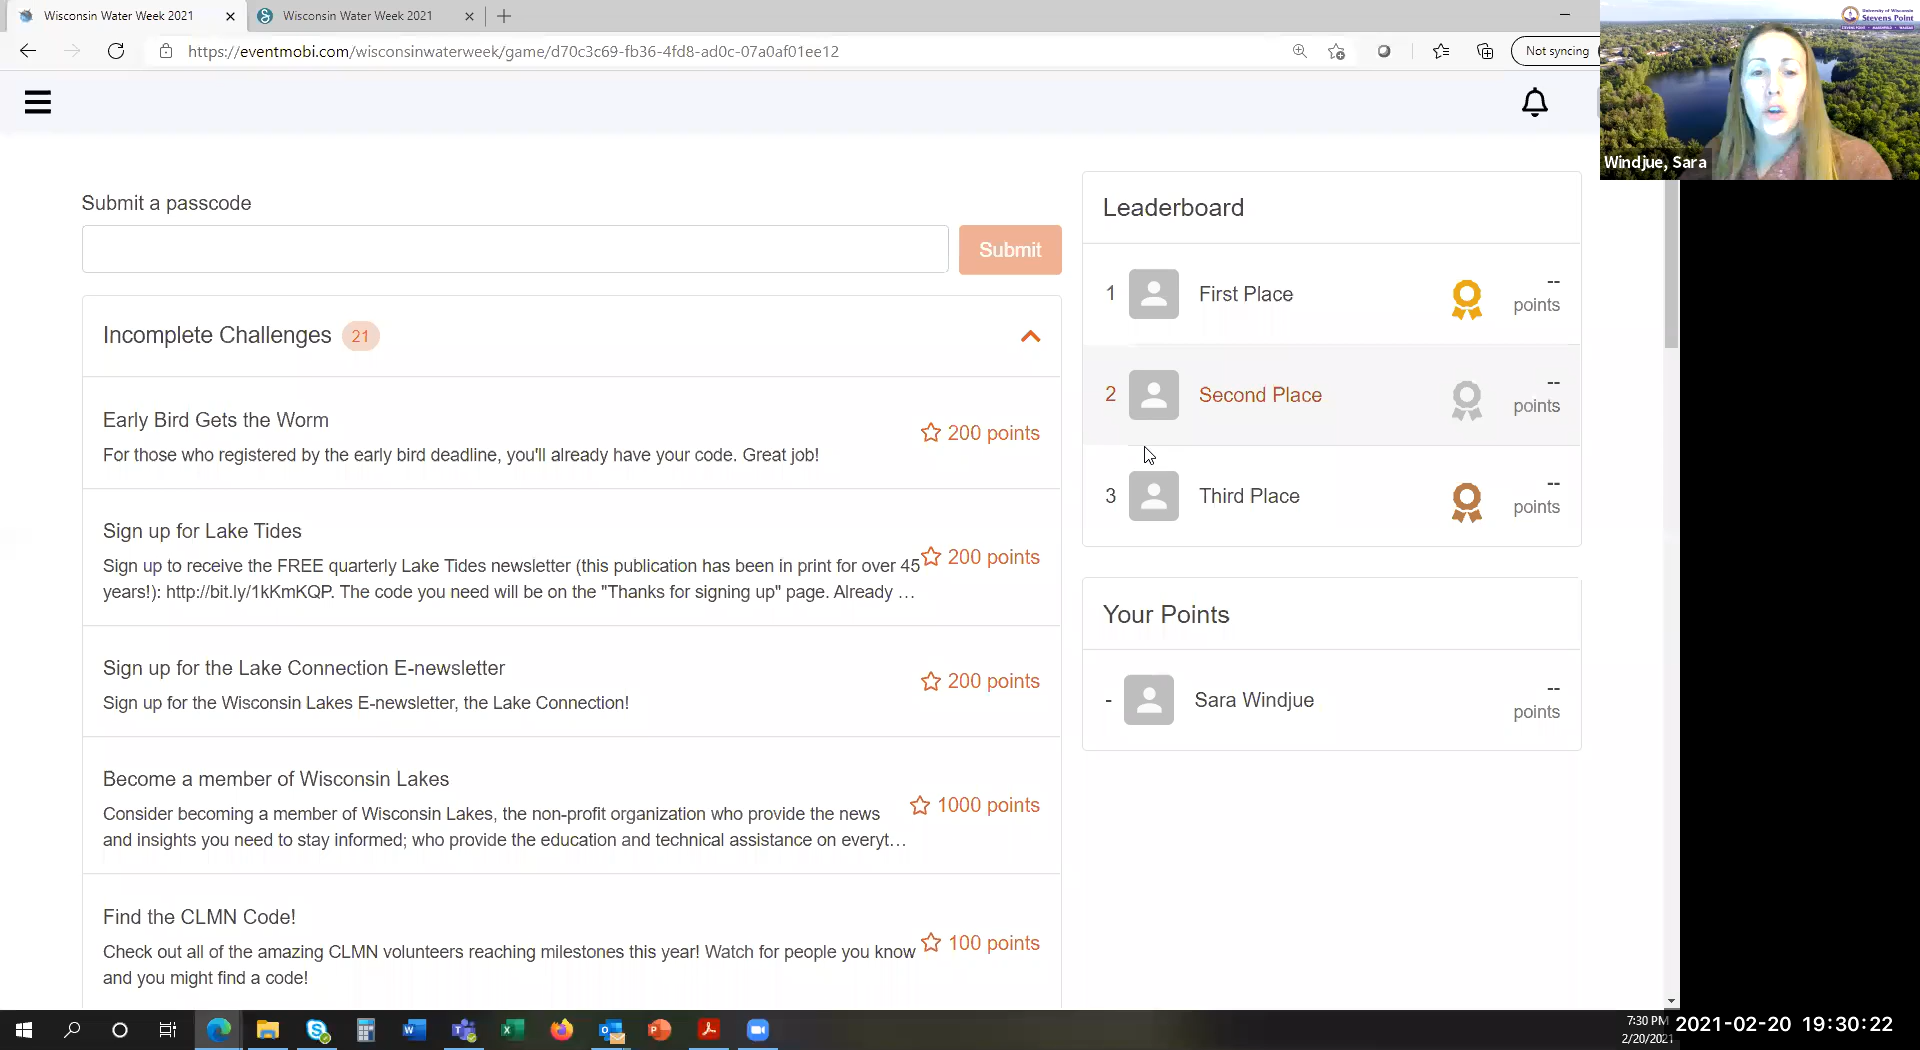 Wisconsin Water Week 2021
Wisconsin Water Week 2021
https://eventmobi.com/wisconsinwaterweek/game/d70c3c69-fb36-4fd8-ad0c-07a0af01ee12
Not syncing
University of Wisconsin
Stevens Point
Windjue, Sara
Submit a passcode
Submit
Incomplete Challenges 21
Early Bird Gets the Worm
200 points
For those who registered by the early bird deadline, you'll already have your code. Great job!
Sign up for Lake Tides
200 points
Sign up to receive the FREE quarterly Lake Tides newsletter (this publication has been in print for over 45
years!): http://bit.ly/1kKmKQP. The code you need will be on the "Thanks for signing up" page. Already ...
Sign up for the Lake Connection E-newsletter
200 points
Sign up for the Wisconsin Lakes E-newsletter, the Lake Connection!
Become a member of Wisconsin Lakes
1000 points
Consider becoming a member of Wisconsin Lakes, the non-profit organization who provide the news
and insights you need to stay informed; who provide the education and technical assistance on everyt...
Find the CLMN Code!
100 points
Check out all of the amazing CLMN volunteers reaching milestones this year! Watch for people you know
and you might find a code!
Leaderboard
1 First Place -- points
2 Second Place -- points
3 Third Place -- points
Your Points
- Sara Windjue -- points
7:30 PM
2/20/2021
2021-02-20 19:30:22